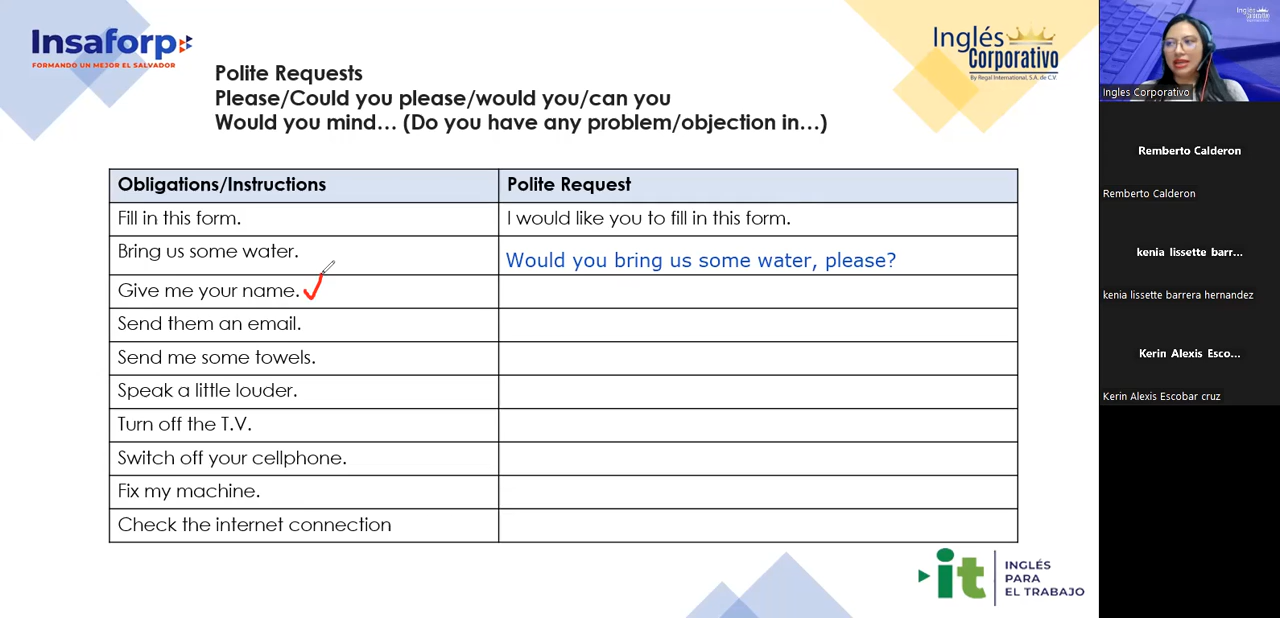 Insaforp
FORMANDO UN MEJOR EL SALVADOR
Inglés
Corporativo
By Regal International, S.A. de C.V.
Polite Requests
Please/Could you please/would you/can you
Would you mind... (Do you have any problem/objection in...)
Obligations/Instructions
Polite Request
Fill in this form.
I would like you to fill in this form.
Bring us some water.
Would you bring us some water, please?
Give me your name.
Send them an email.
Send me some towels.
Speak a little louder.
Turn off the T.V.
Switch off your cellphone.
Fix my machine.
Check the internet connection
it
INGLÉS
PARA
EL TRABAJO
Ingles Corporativo
Remberto Calderon
Remberto Calderon
kenia lissette barr...
kenia lissette barrera hernandez
Kerin Alexis Esco...
Kerin Alexis Escobar cruz